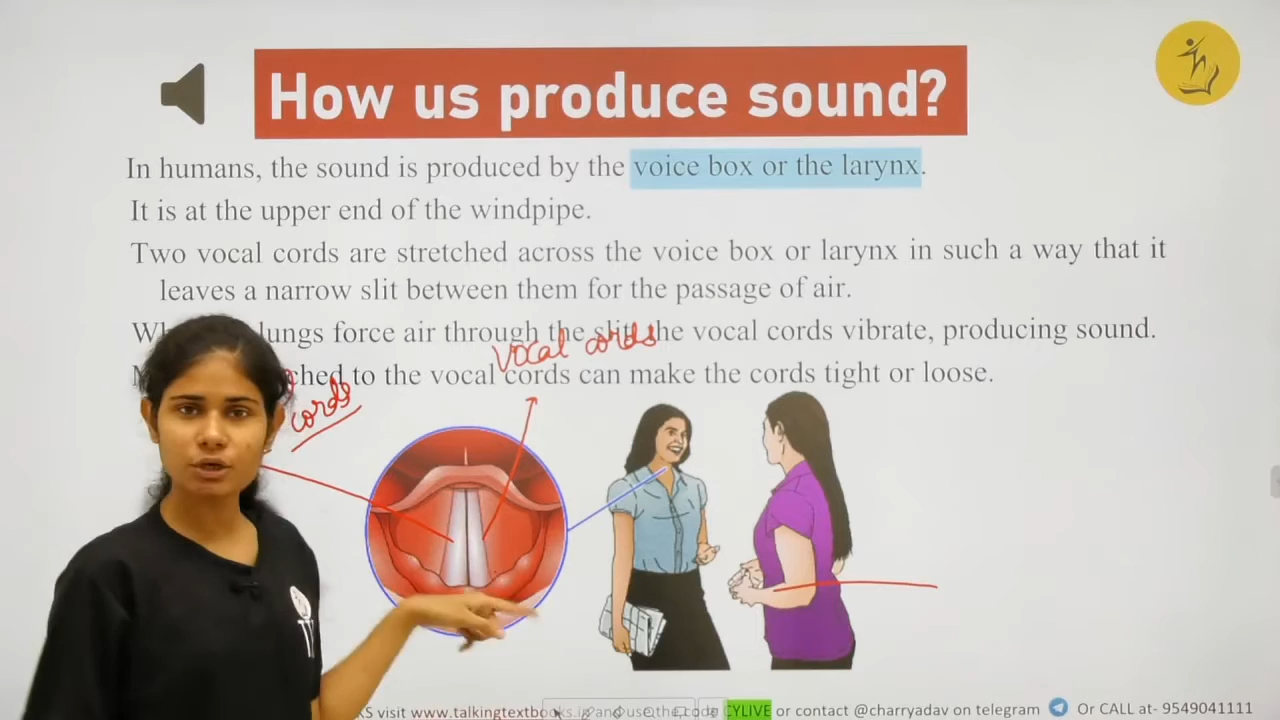 How us produce sound?
In humans, the sound is produced by the voice box or the larynx.
It is at the upper end of the windpipe.
Two vocal cords are stretched across the voice box or larynx in such a way that it
leaves a narrow slit between them for the passage of air.
lungs force air through the slit, the vocal cords vibrate, producing sound.
vocal cords
to the vocal cords can make the cords tight or loose.
cords
visit www.talkingtextbooks.in and use the code CYLIVE or contact @charryadav on telegram Or CALL at- 9549041111